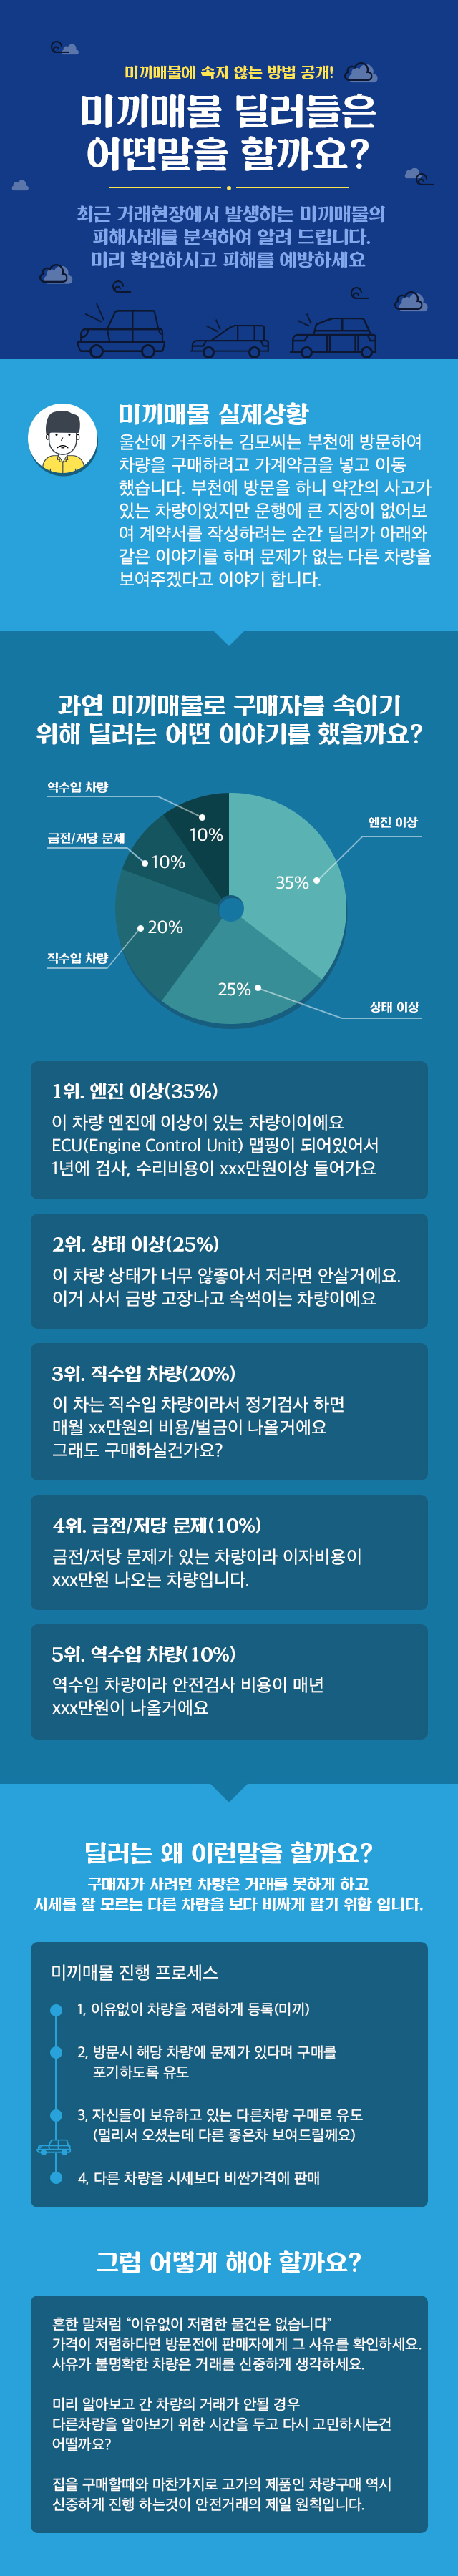 미끼매물에 속지 않는 방법 공개!
미끼매물 딜러들은
어떤말을 할까요?
최근 거래현장에서 발생하는 미끼매물의
피해사례를 분석하여 알려 드립니다.
미리 확인하시고 피해를 예방하세요
미끼매물 실제상황
울산에 거주하는 김모씨는 부천에 방문하여
차량을 구매하려고 가계약금을 넣고 이동
했습니다. 부천에 방문을 하니 약간의 사고가
있는 차량이었지만 운행에 큰 지장이 없어보
여 계약서를 작성하려는 순간 딜러가 아래와
같은 이야기를 하며 문제가 없는 다른 차량을
보여주겠다고 이야기 합니다.
과연 미끼매물로 구매자를 속이기
위해 딜러는 어떤 이야기를 했을까요?
역수입 차량
10%
엔진 이상
35%
금전/저당 문제
10%
직수입 차량
20%
상태 이상
25%
1위. 엔진 이상(35%)
이 차량 엔진에 이상이 있는 차량이이에요
ECU(Engine Control Unit) 맵핑이 되어있어서
1년에 검사, 수리비용이 xxx만원이상 들어가요
2위. 상태 이상(25%)
이 차량 상태가 너무 않좋아서 저라면 안살거에요.
이거 사서 금방 고장나고 속썩이는 차량이에요
3위. 직수입 차량(20%)
이 차는 직수입 차량이라서 정기검사 하면
매월 xx만원의 비용/벌금이 나올거에요
그래도 구매하실건가요?
4위. 금전/저당 문제(10%)
금전/저당 문제가 있는 차량이라 이자비용이
xxx만원 나오는 차량입니다.
5위. 역수입 차량(10%)
역수입 차량이라 안전검사 비용이 매년
xxx만원이 나올거에요
딜러는 왜 이런말을 할까요?
구매자가 사려던 차량은 거래를 못하게 하고
시세를 잘 모르는 다른 차량을 보다 비싸게 팔기 위함 입니다.
미끼매물 진행 프로세스
1, 이유없이 차량을 저렴하게 등록(미끼)
2, 방문시 해당 차량에 문제가 있다며 구매를
포기하도록 유도
3, 자신들이 보유하고 있는 다른차량 구매로 유도
(멀리서 오셨는데 다른 좋은차 보여드릴께요)
4, 다른 차량을 시세보다 비싼가격에 판매
그럼 어떻게 해야 할까요?
흔한 말처럼 “이유없이 저렴한 물건은 없습니다”
가격이 저렴하다면 방문전에 판매자에게 그 사유를 확인하세요.
사유가 불명확한 차량은 거래를 신중하게 생각하세요.
미리 알아보고 간 차량의 거래가 안될 경우
다른차량을 알아보기 위한 시간을 두고 다시 고민하시는건
어떨까요?
집을 구매할때와 마찬가지로 고가의 제품인 차량구매 역시
신중하게 진행 하는것이 안전거래의 제일 원칙입니다.